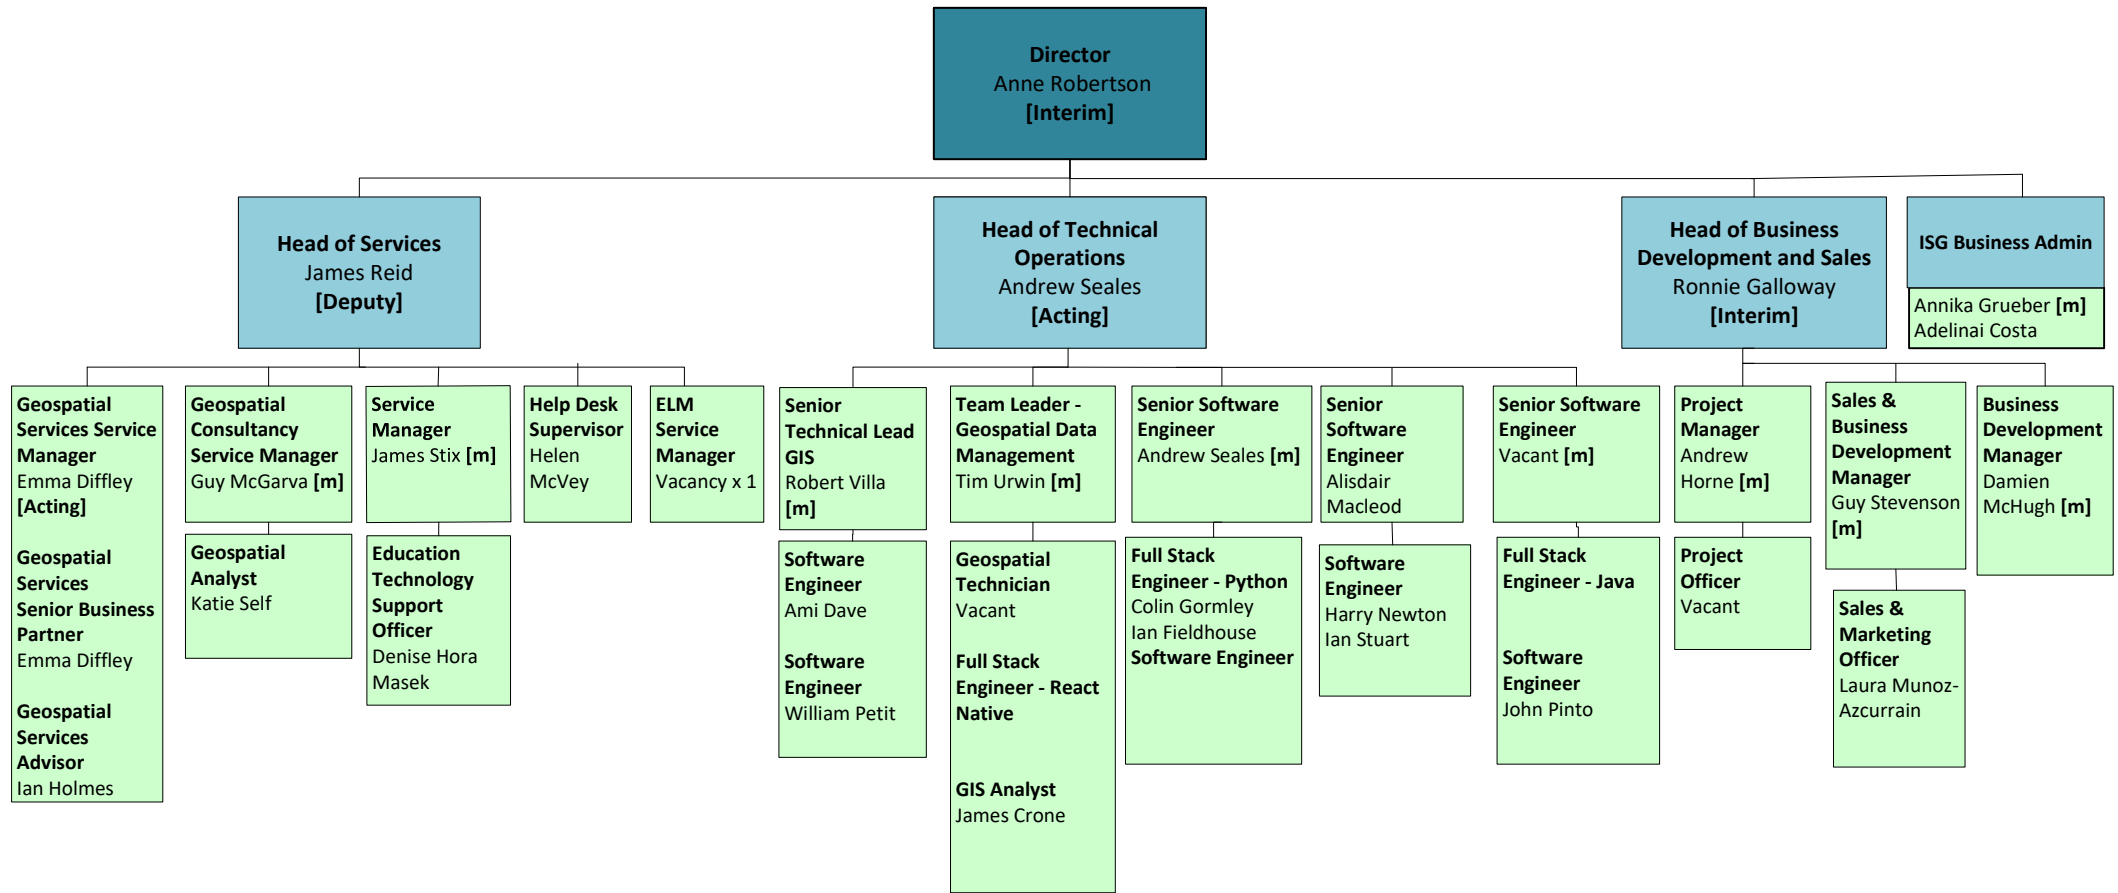 Director
Anne Robertson
[Interim]
Head of Services
James Reid
[Deputy]
Head of Technical
Operations
Andrew Seales
[Acting]
Head of Business
Development and Sales
Ronnie Galloway
[Interim]
ISG Business Admin
Annika Grueber [m]
Adelinai Costa
Geospatial
Services Service
Manager
Emma Diffley
[Acting]
Geospatial
Services
Senior Business
Partner
Emma Diffley
Geospatial
Services
Advisor
Ian Holmes
Geospatial
Consultancy
Service Manager
Guy McGarva [m]
Geospatial
Analyst
Katie Self
Service
Manager
James Stix [m]
Education
Technology
Support
Officer
Denise Hora
Masek
Help Desk
Supervisor
Helen
McVey
ELM
Service
Manager
Vacancy x 1
Senior
Technical Lead
GIS
Robert Villa
[m]
Software
Engineer
Ami Dave
Software
Engineer
William Petit
Team Leader -
Geospatial Data
Management
Tim Urwin [m]
Geospatial
Technician
Vacant
Full Stack
Engineer - React
Native
GIS Analyst
James Crone
Senior Software
Engineer
Andrew Seales [m]
Full Stack
Engineer - Python
Colin Gormley
Ian Fieldhouse
Software Engineer
Senior
Software
Engineer
Alisdair
Macleod
Software
Engineer
Harry Newton
Ian Stuart
Senior Software
Engineer
Vacant [m]
Full Stack
Engineer - Java
Software
Engineer
John Pinto
Project
Manager
Andrew
Horne [m]
Project
Officer
Vacant
Sales &
Business
Development
Manager
Guy Stevenson
[m]
Sales &
Marketing
Officer
Laura Munoz-
Azcurrain
Business
Development
Manager
Damien
McHugh [m]